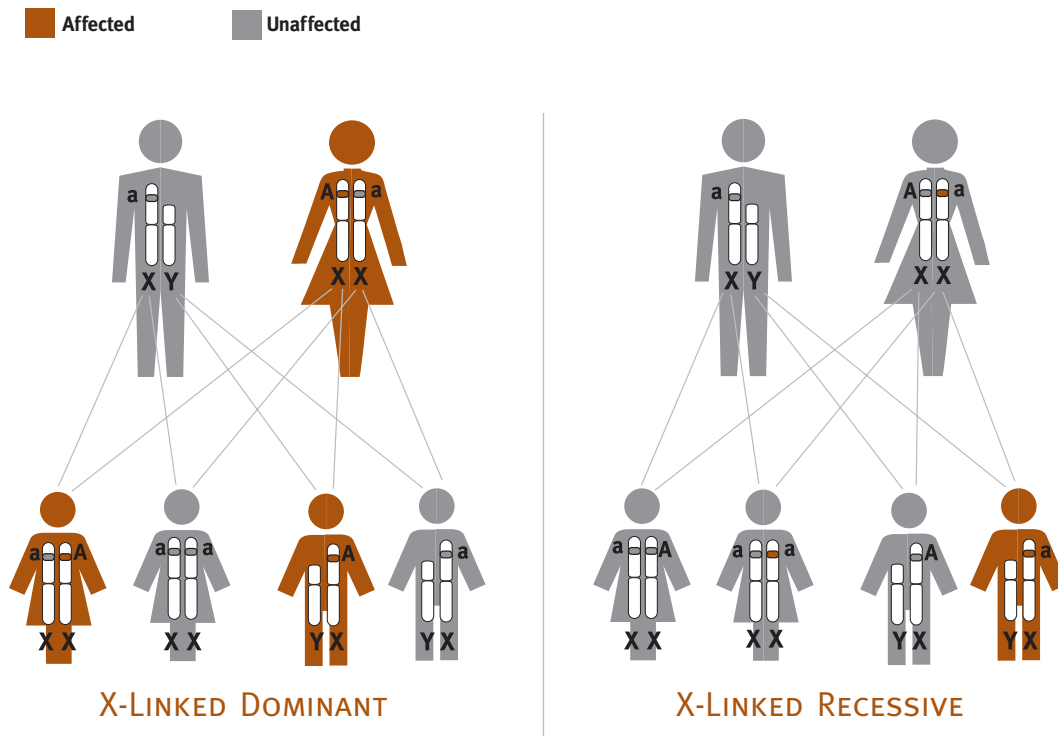 Affected Unaffected
a A a a A a
X Y X X X Y X X
a A a a A a a A a a A a
X X X X Y X Y X X X X X Y X Y X
X-Linked Dominant X-Linked Recessive